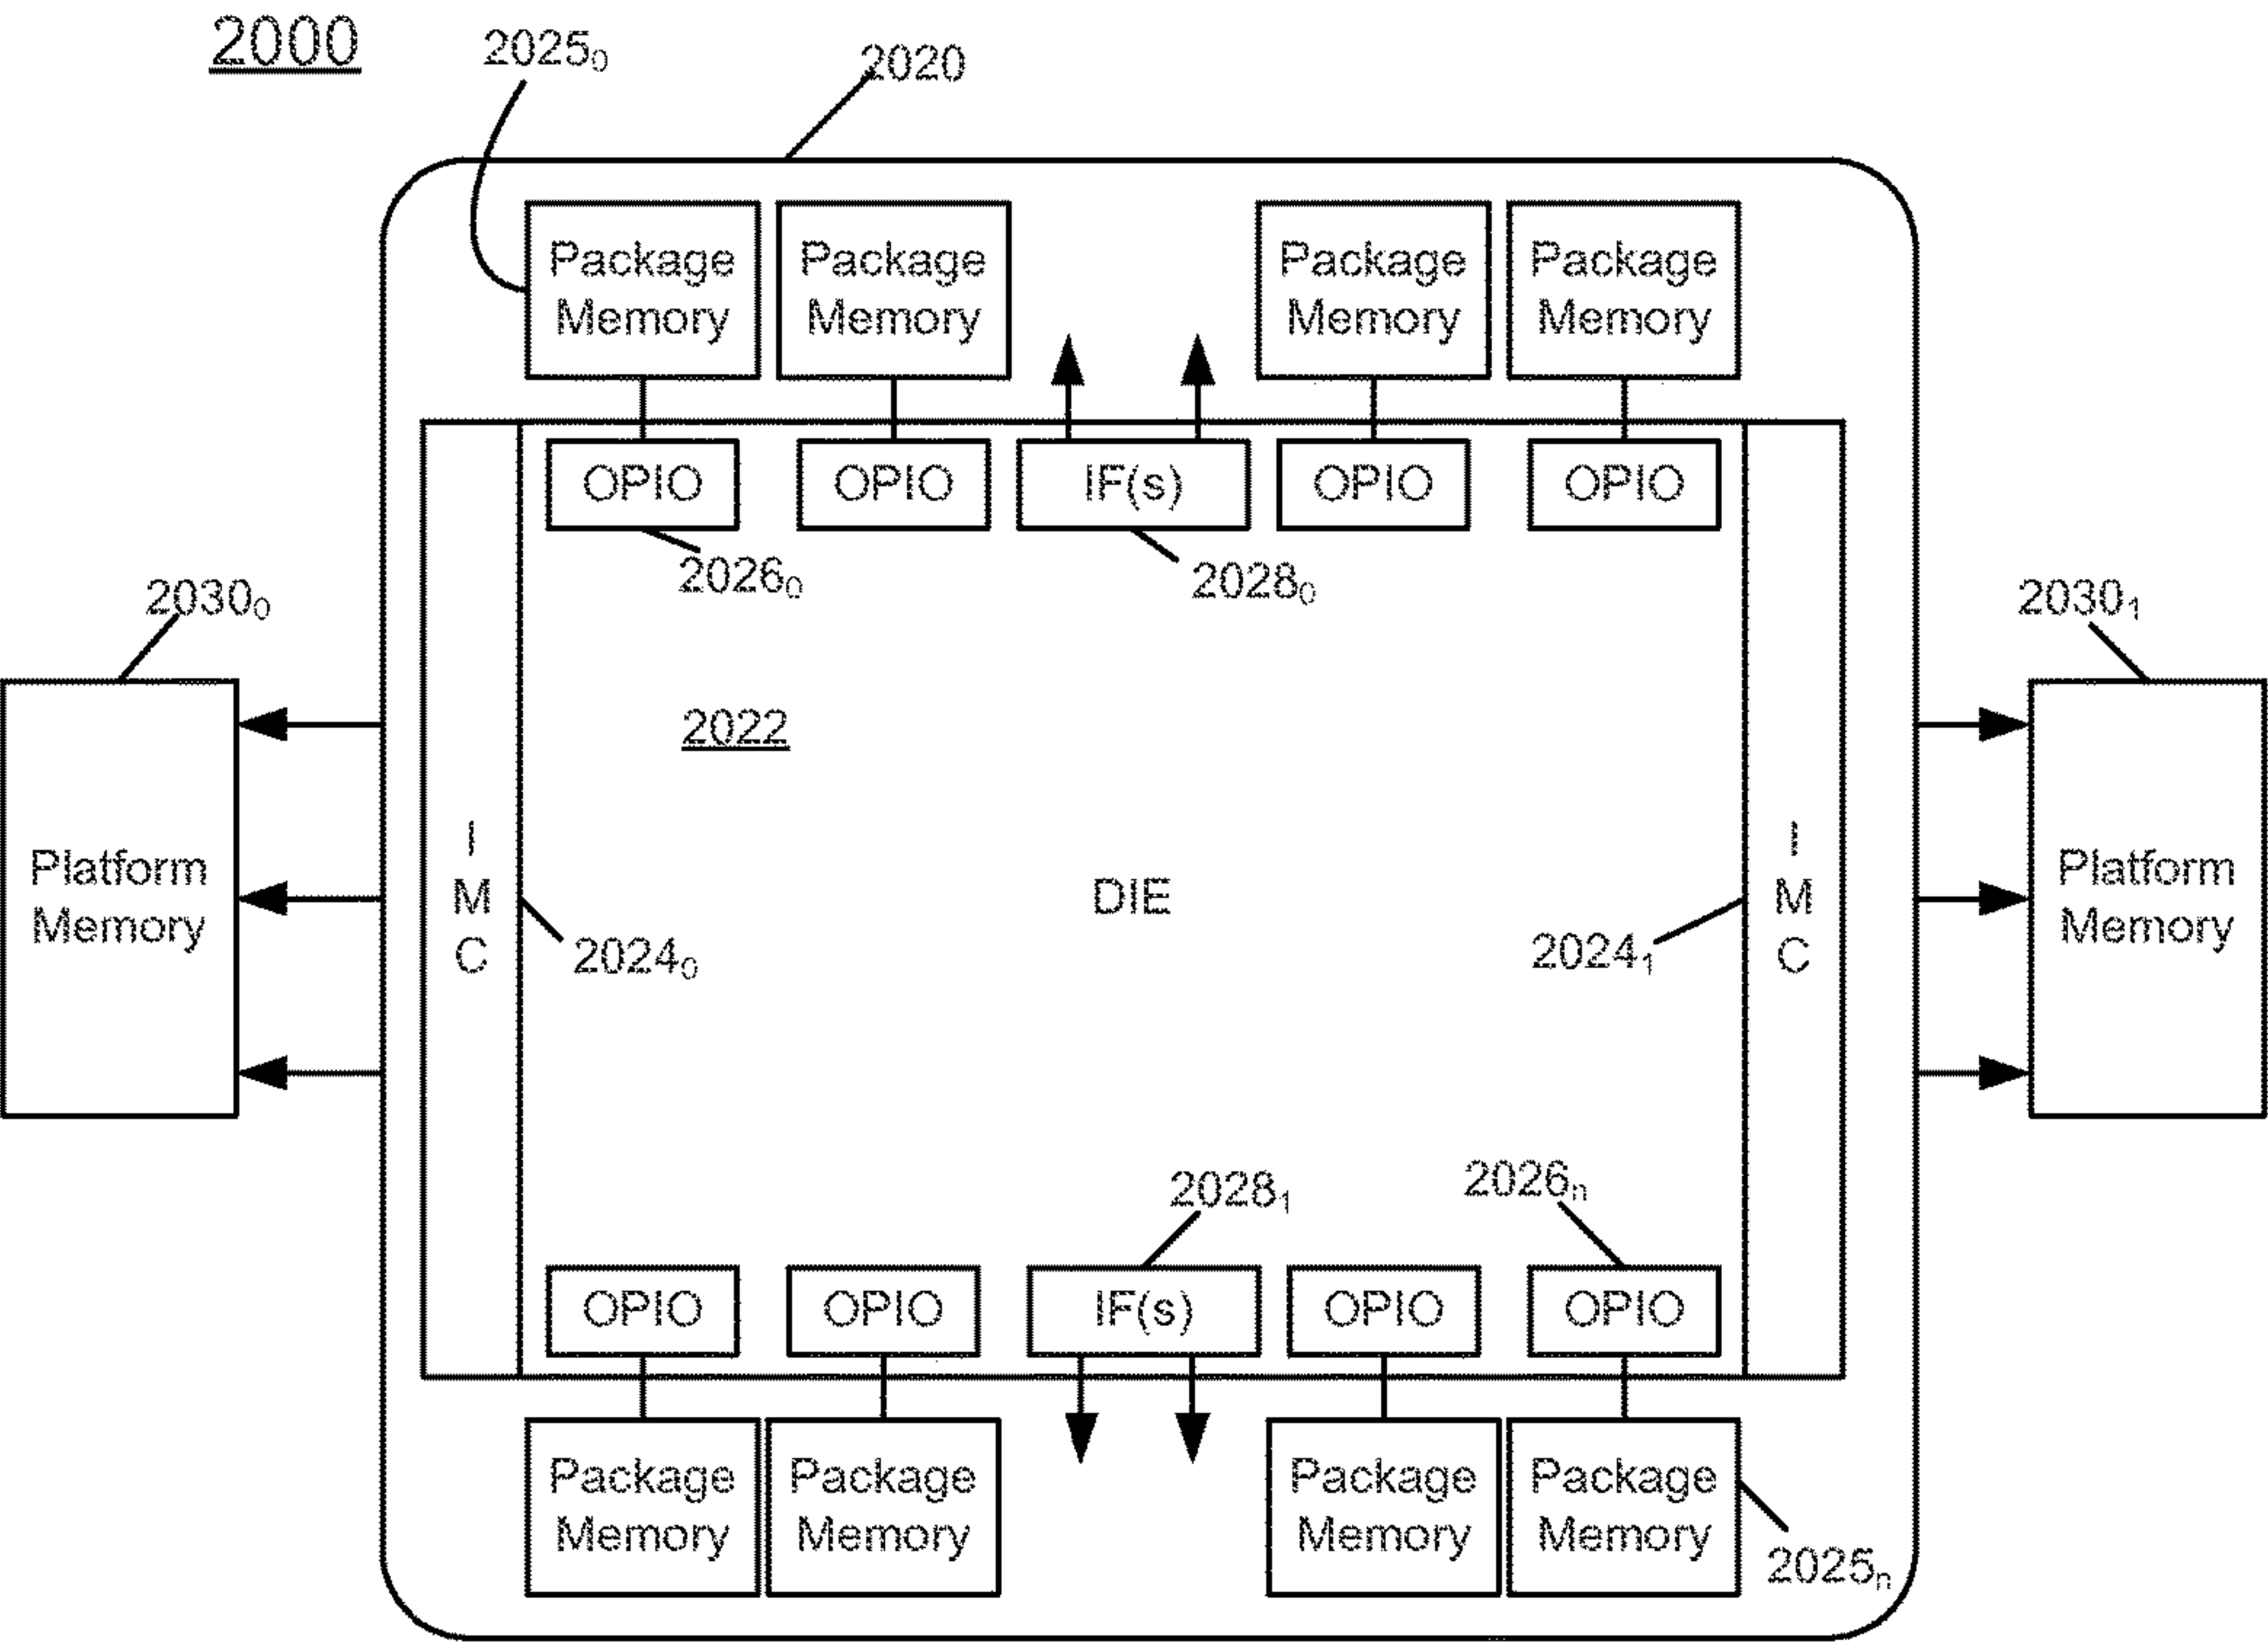 2000
2025₀
2020
Package
Memory
Package
Memory
Package
Memory
Package
Memory
OPIO
OPIO
IF(s)
OPIO
OPIO
2026₀
2028₀
2030₀
2030₁
2022
Platform
Memory
I
M
C
DIE
I
M
C
Platform
Memory
2024₀
2024₁
2028₁
2026ₙ
OPIO
OPIO
IF(s)
OPIO
OPIO
Package
Memory
Package
Memory
Package
Memory
Package
Memory
2025ₙ